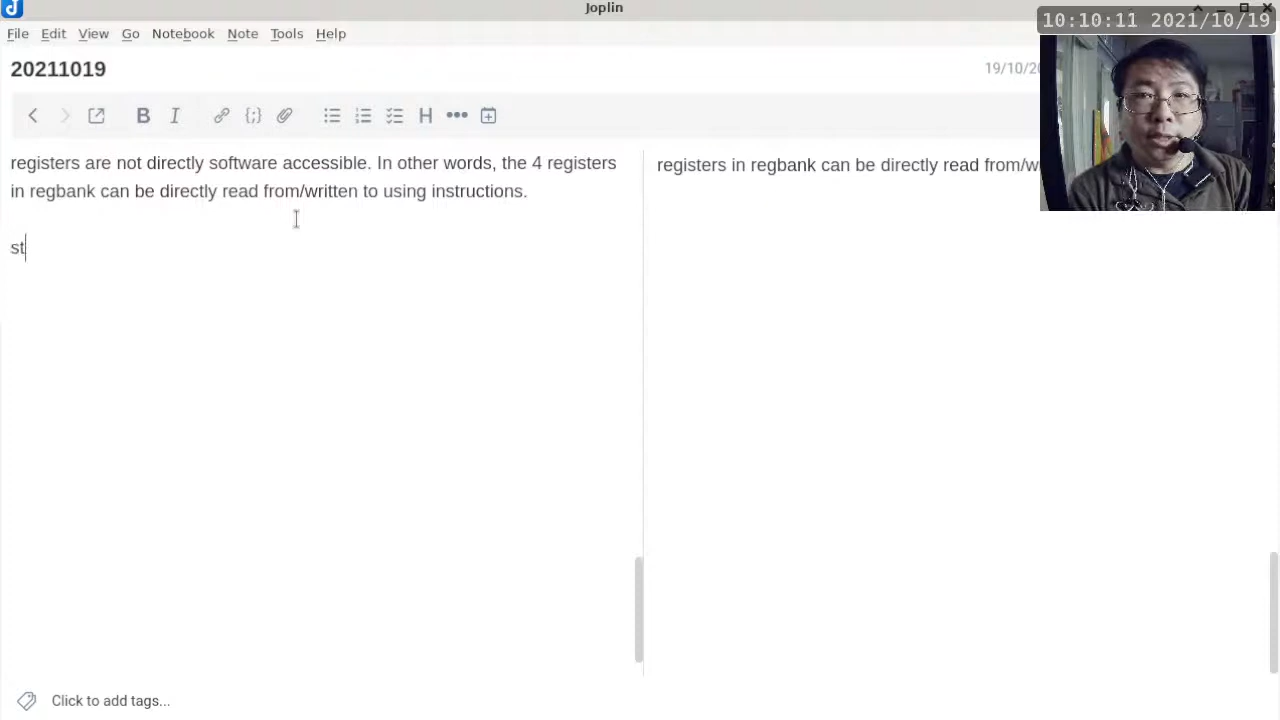 Joplin
10:10:11 2021/10/19
File Edit View Go Notebook Note Tools Help
20211019
19/10/20
registers are not directly software accessible. In other words, the 4 registers
in regbank can be directly read from/written to using instructions.
st
registers in regbank can be directly read from/w
Click to add tags...